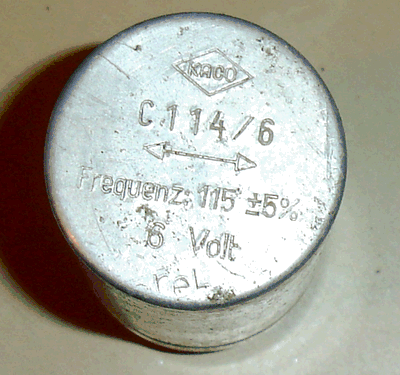 KACO
C 114/6
Frequenz: 115 ±5%
6 Volt